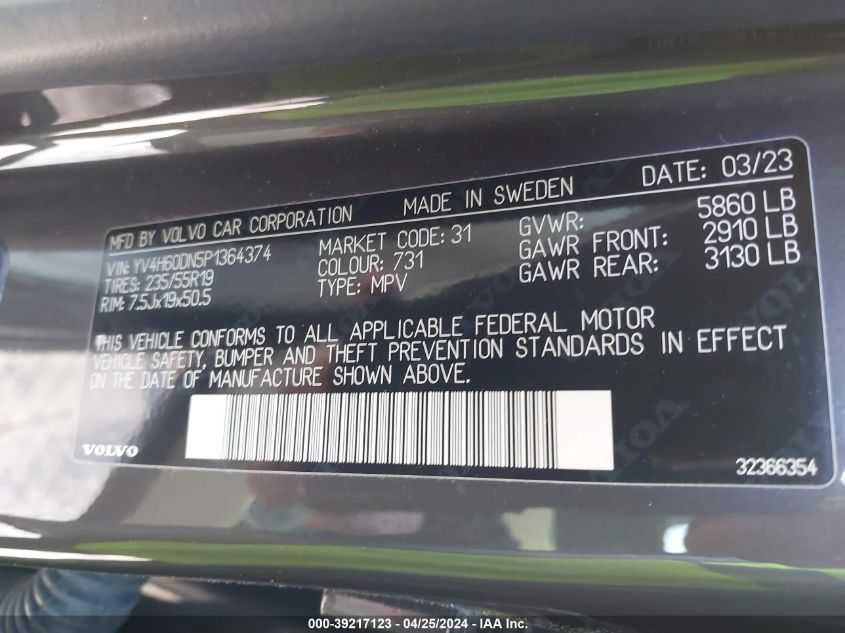 MFD BY VOLVO CAR CORPORATION MADE IN SWEDEN DATE: 03/23
VIN: YV4H60DN5P1364374 MARKET CODE: 31 GVWR: 5860 LB
TIRES: 235/55R19 COLOUR: 731 GAWR FRONT: 2910 LB
RIM: 7.5Jx19x50.5 TYPE: MPV GAWR REAR: 3130 LB
THIS VEHICLE CONFORMS TO ALL APPLICABLE FEDERAL MOTOR
VEHICLE SAFETY, BUMPER AND THEFT PREVENTION STANDARDS IN EFFECT
ON THE DATE OF MANUFACTURE SHOWN ABOVE.
VOLVO
32366354
000-39217123 - 04/25/2024 - IAA Inc.